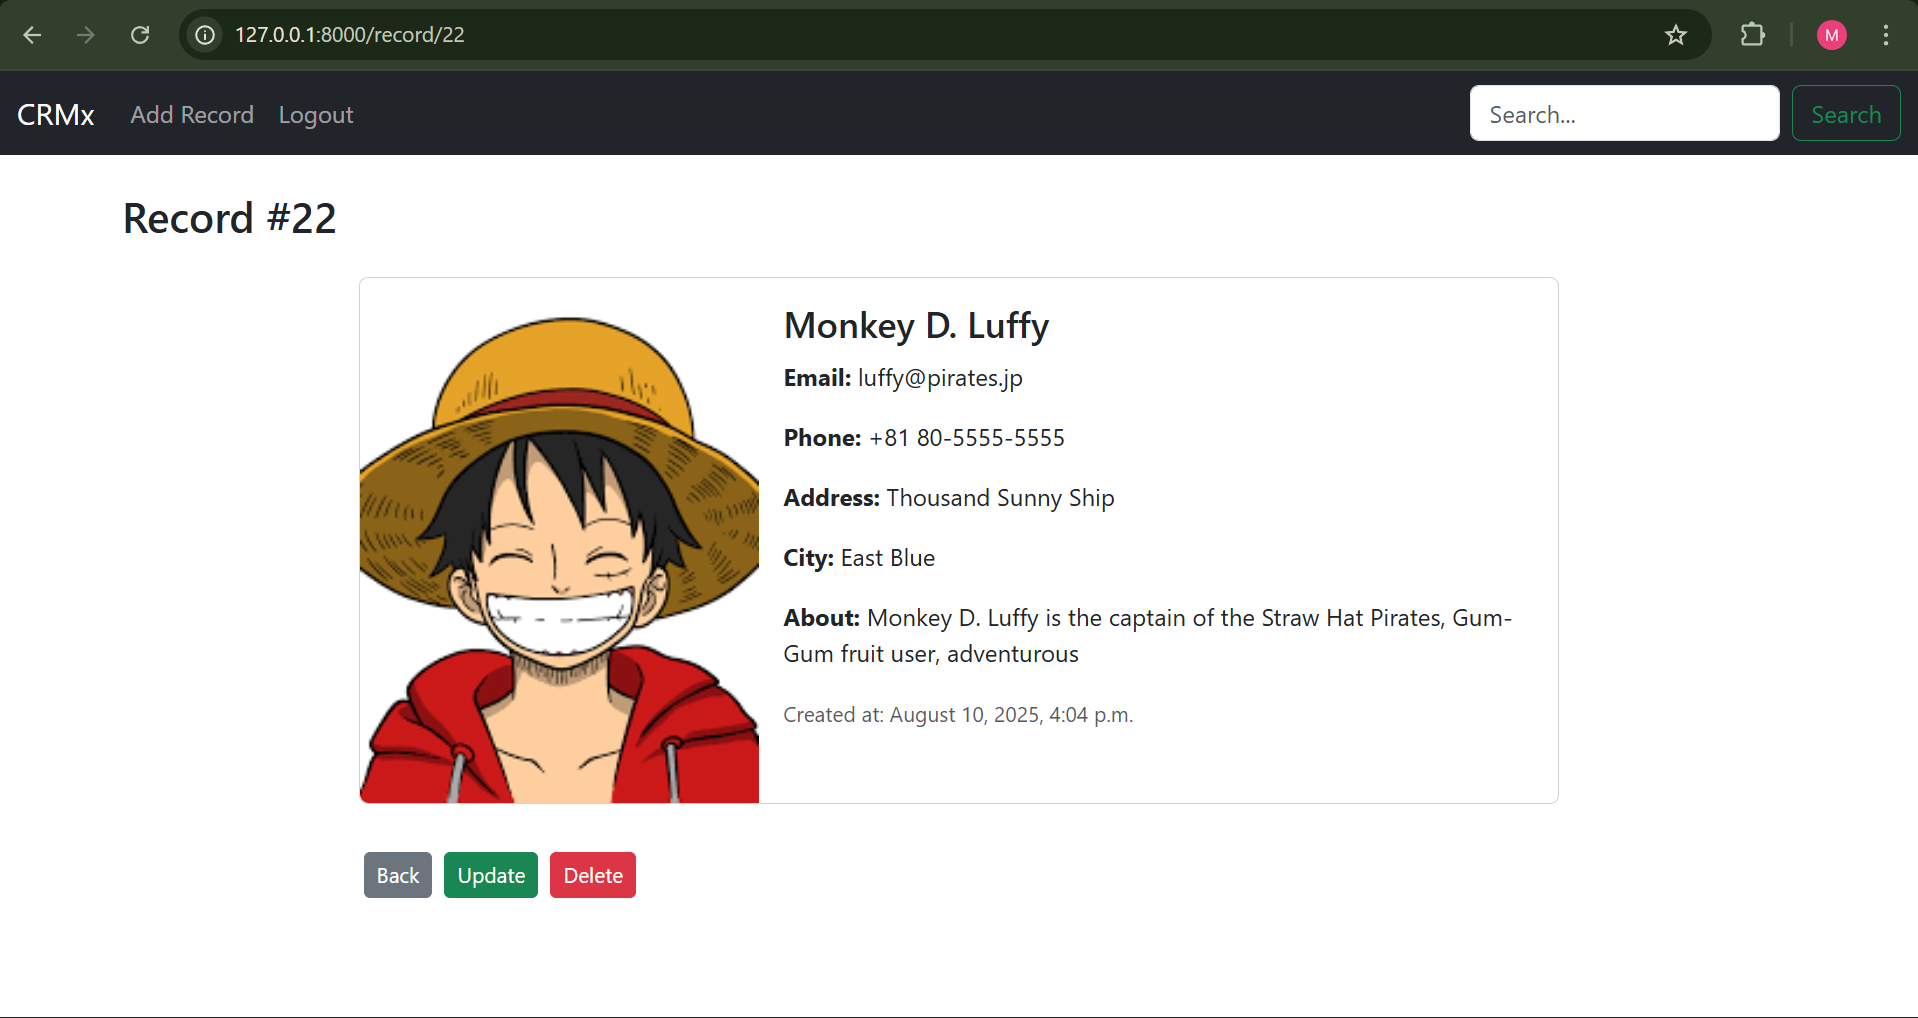 127.0.0.1:8000/record/22
M
CRMx Add Record Logout Search... Search
Record #22
Monkey D. Luffy
Email: luffy@pirates.jp
Phone: +81 80-5555-5555
Address: Thousand Sunny Ship
City: East Blue
About: Monkey D. Luffy is the captain of the Straw Hat Pirates, Gum-
Gum fruit user, adventurous
Created at: August 10, 2025, 4:04 p.m.
Back Update Delete